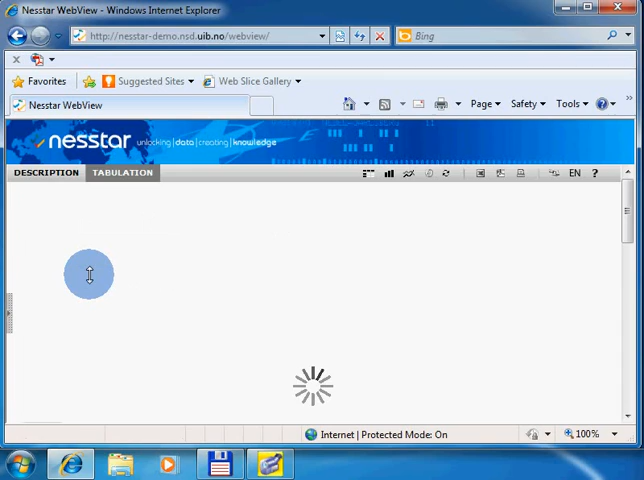 Nesstar WebView - Windows Internet Explorer
http://nesstar-demo.nsd.uib.no/webview/
Bing
Favorites Suggested Sites Web Slice Gallery
Nesstar WebView
Page Safety Tools
nesstar unlocking | data | creating | knowledge
DESCRIPTION TABULATION EN ?
Internet | Protected Mode: On 100%